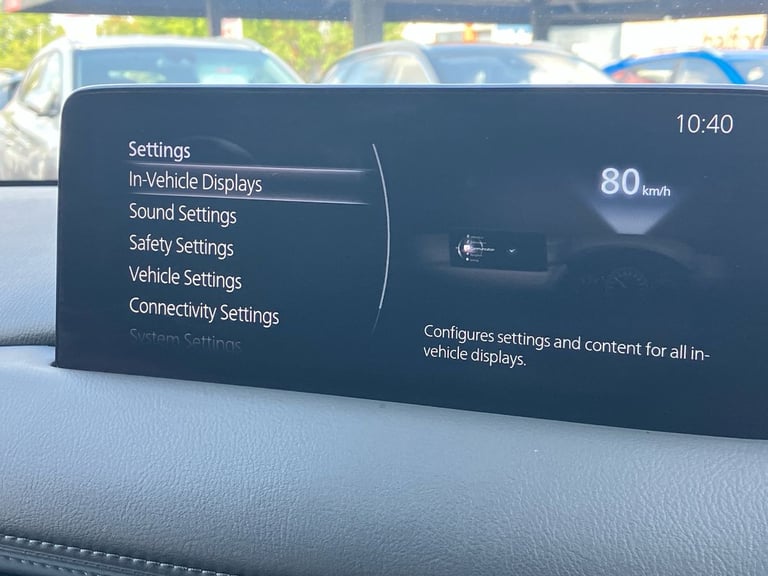 10:40
Settings
In-Vehicle Displays
Sound Settings
Safety Settings
Vehicle Settings
Connectivity Settings
System Settings
80 km/h
Configures settings and content for all in-
vehicle displays.